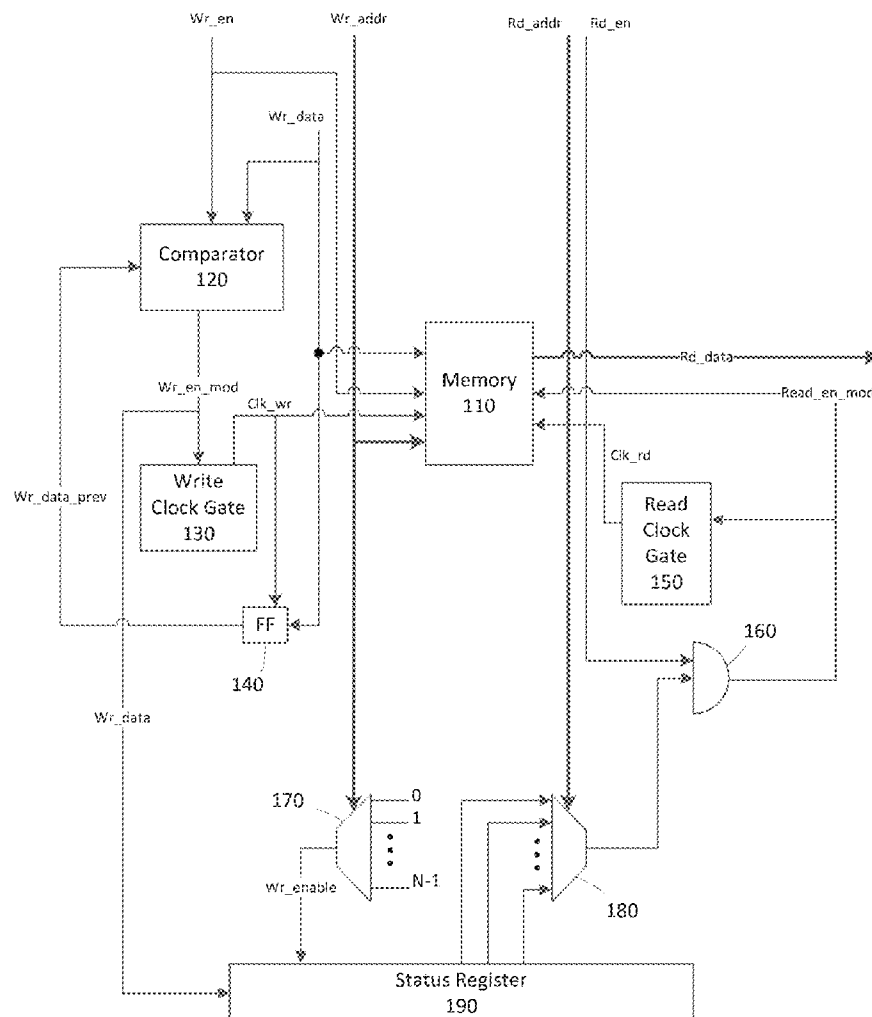 Wr_en
Wr_addr
Rd_addr
Rd_en
Wr_data
Comparator
120
Memory
110
Rd_data
Wr_en_mod
Read_en_mod
Clk_wr
Clk_rd
Write
Clock Gate
130
Wr_data_prev
Read
Clock
Gate
150
FF
140
160
Wr_data
170
0
1
N-1
Wr_enable
180
Status Register
190